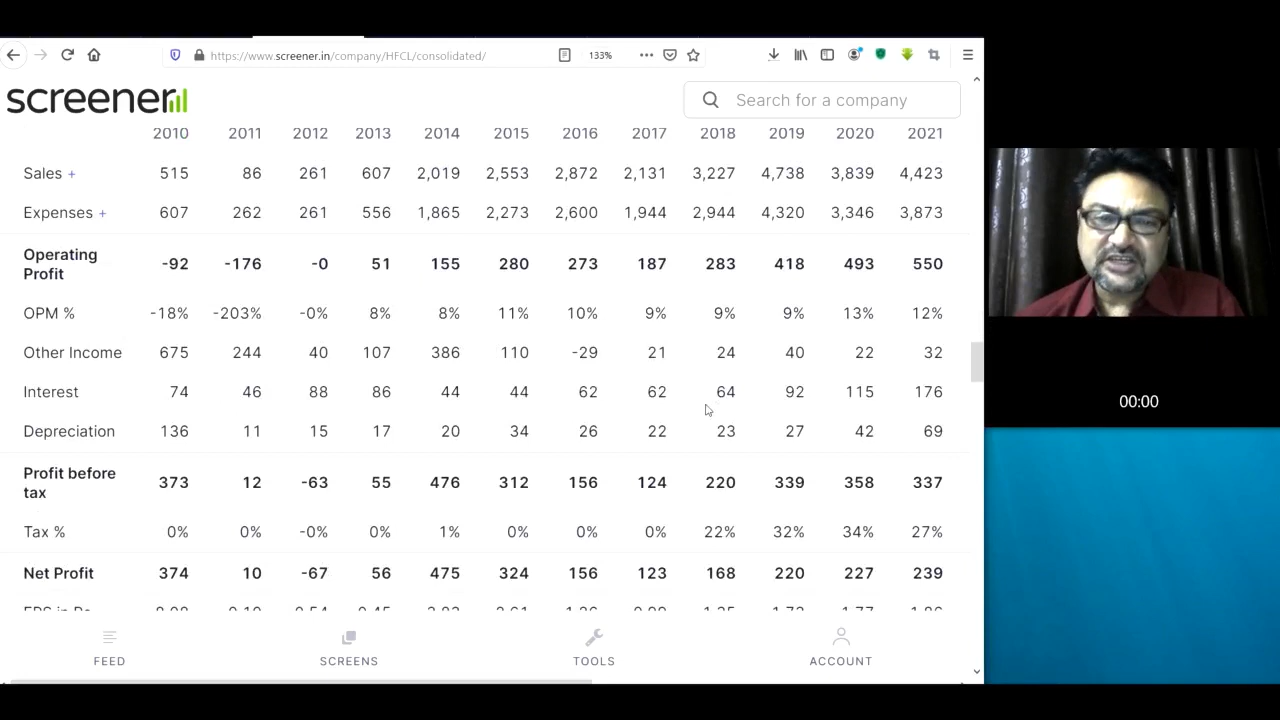 https://www.screener.in/company/HFCL/consolidated/ 133%
screener Search for a company
2010 2011 2012 2013 2014 2015 2016 2017 2018 2019 2020 2021
Sales + 515 86 261 607 2,019 2,553 2,872 2,131 3,227 4,738 3,839 4,423
Expenses + 607 262 261 556 1,865 2,273 2,600 1,944 2,944 4,320 3,346 3,873
Operating
Profit -92 -176 -0 51 155 280 273 187 283 418 493 550
OPM % -18% -203% -0% 8% 8% 11% 10% 9% 9% 9% 13% 12%
Other Income 675 244 40 107 386 110 -29 21 24 40 22 32
Interest 74 46 88 86 44 44 62 62 64 92 115 176
00:00
Depreciation 136 11 15 17 20 34 26 22 23 27 42 69
Profit before
tax 373 12 -63 55 476 312 156 124 220 339 358 337
Tax % 0% 0% -0% 0% 1% 0% 0% 0% 22% 32% 34% 27%
Net Profit 374 10 -67 56 475 324 156 123 168 220 227 239
FEED SCREENS TOOLS ACCOUNT